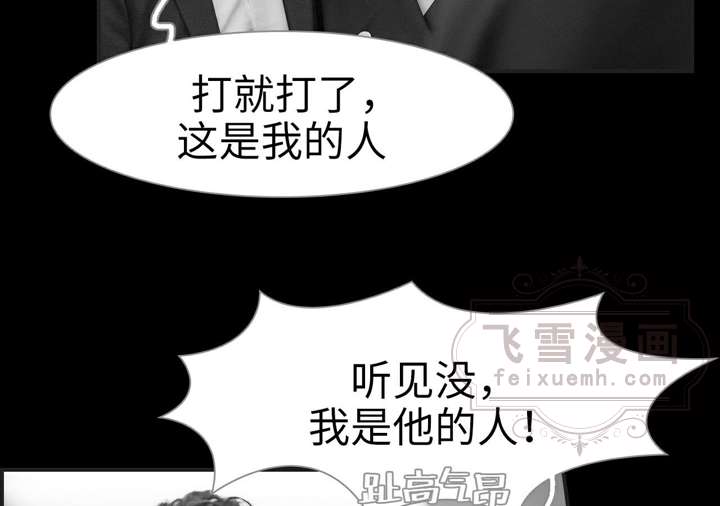 打就打了，
这是我的人
飞雪漫画
feixuemh.com
听见没，
我是他的人！
趾高气昂